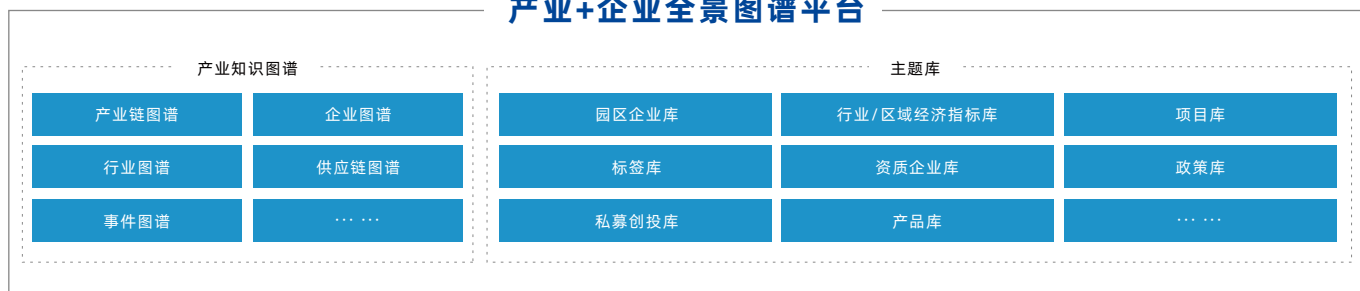 产业+企业全景图谱平台
产业知识图谱
产业链图谱 企业图谱
行业图谱 供应链图谱
事件图谱 ... ...
主题库
园区企业库 行业/区域经济指标库 项目库
标签库 资质企业库 政策库
私募创投库 产品库 ... ...